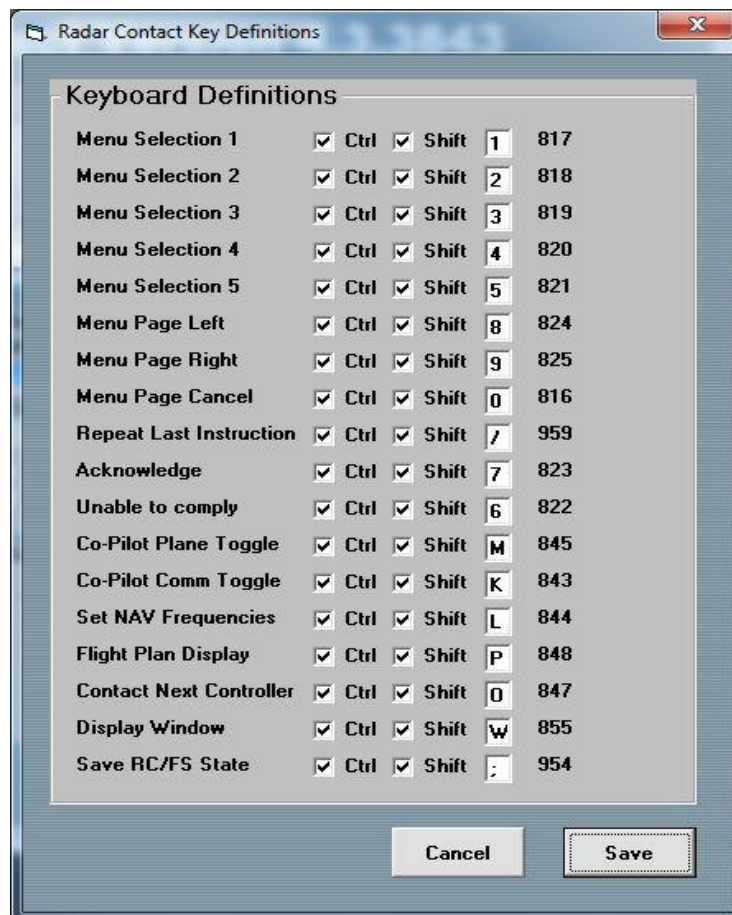 Radar Contact Key Definitions
Keyboard Definitions
Menu Selection 1 Ctrl Shift 1 817
Menu Selection 2 Ctrl Shift 2 818
Menu Selection 3 Ctrl Shift 3 819
Menu Selection 4 Ctrl Shift 4 820
Menu Selection 5 Ctrl Shift 5 821
Menu Page Left Ctrl Shift 8 824
Menu Page Right Ctrl Shift 9 825
Menu Page Cancel Ctrl Shift 0 816
Repeat Last Instruction Ctrl Shift / 959
Acknowledge Ctrl Shift 7 823
Unable to comply Ctrl Shift 6 822
Co-Pilot Plane Toggle Ctrl Shift M 845
Co-Pilot Comm Toggle Ctrl Shift K 843
Set NAV Frequencies Ctrl Shift L 844
Flight Plan Display Ctrl Shift P 848
Contact Next Controller Ctrl Shift O 847
Display Window Ctrl Shift W 855
Save RC/FS State Ctrl Shift ; 954
Cancel Save